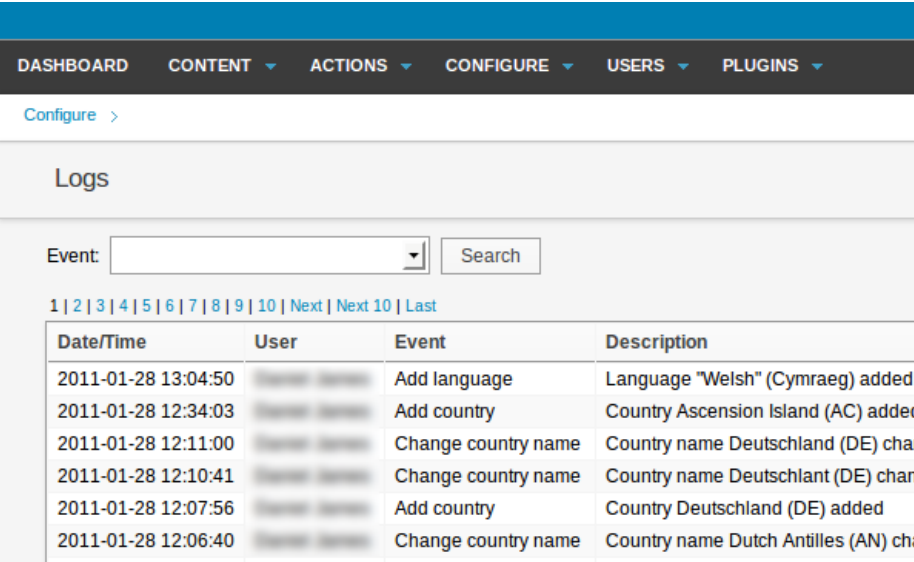 DASHBOARD CONTENT ACTIONS CONFIGURE USERS PLUGINS
Configure >
Logs
Event: Search
1 | 2 | 3 | 4 | 5 | 6 | 7 | 8 | 9 | 10 | Next | Next 10 | Last
Date/Time User Event Description
2011-01-28 13:04:50 Add language Language "Welsh" (Cymraeg) added
2011-01-28 12:34:03 Add country Country Ascension Island (AC) added
2011-01-28 12:11:00 Change country name Country name Deutschland (DE) cha
2011-01-28 12:10:41 Change country name Country name Deutschlant (DE) chan
2011-01-28 12:07:56 Add country Country Deutschland (DE) added
2011-01-28 12:06:40 Change country name Country name Dutch Antilles (AN) cha